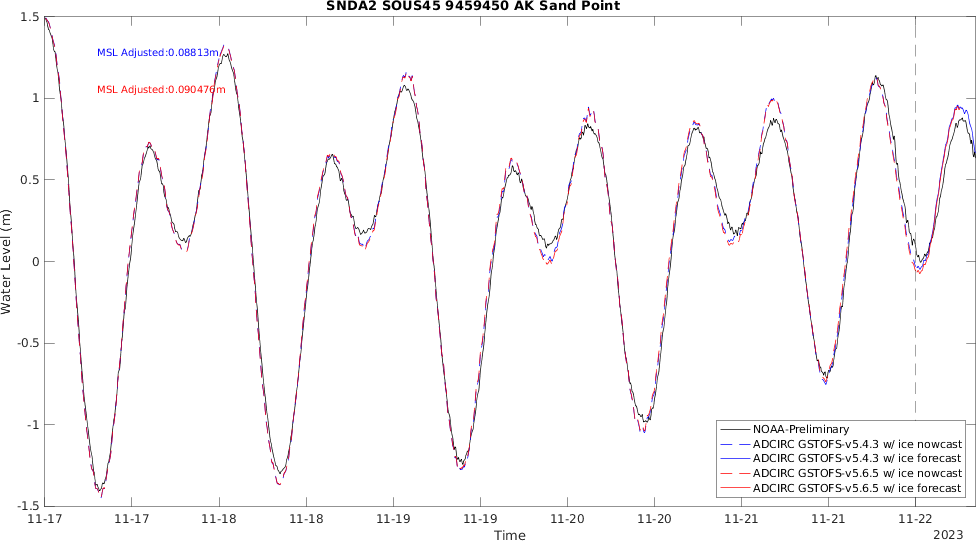 SNDA2 SOUS45 9459450 AK Sand Point
MSL Adjusted:0.08813m
MSL Adjusted:0.090476m
Water Level (m)
1.5
1
0.5
0
-0.5
-1
-1.5
NOAA-Preliminary
ADCIRC GSTOFS-v5.4.3 w/ ice nowcast
ADCIRC GSTOFS-v5.4.3 w/ ice forecast
ADCIRC GSTOFS-v5.6.5 w/ ice nowcast
ADCIRC GSTOFS-v5.6.5 w/ ice forecast
11-17 11-17 11-18 11-18 11-19 11-19 11-20 11-20 11-21 11-21 11-22
Time
2023